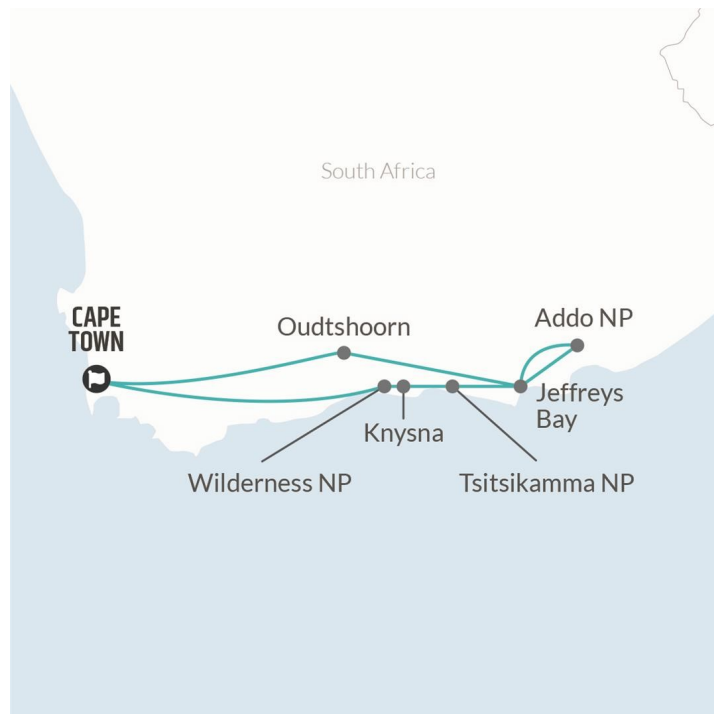 South Africa
CAPE
TOWN
Oudtshoorn
Addo NP
Jeffreys
Bay
Knysna
Wilderness NP
Tsitsikamma NP